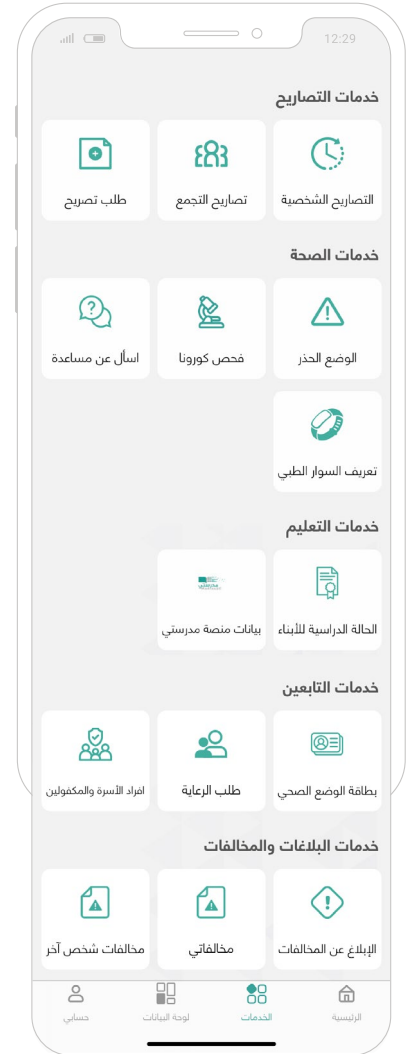 12:29
خدمات التصاريح
التصاريح الشخصية
تصاريح التجمع
طلب تصريح
خدمات الصحة
الوضع الحذر
فحص كورونا
اسأل عن مساعدة
تعريف السوار الطبي
خدمات التعليم
الحالة الدراسية للأبناء
بيانات منصة مدرستي
خدمات التابعين
بطاقة الوضع الصحي
طلب الرعاية
افراد الأسرة والمكفولين
خدمات البلاغات والمخالفات
الإبلاغ عن المخالفات
مخالفاتي
مخالفات شخص آخر
الرئيسية
الخدمات
لوحة البيانات
حسابي